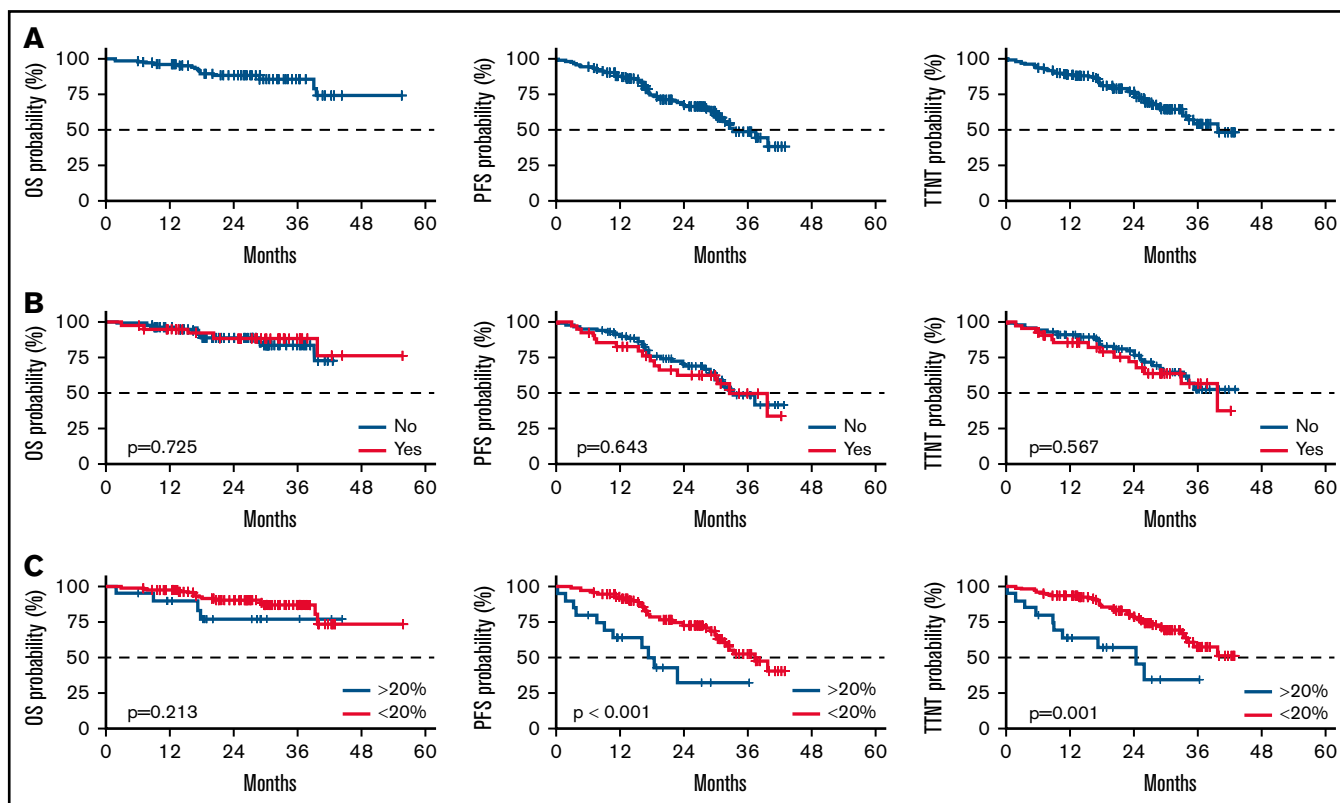 A
OS probability (%)
100
75
50
25
0
0 12 24 36 48 60
Months
PFS probability (%)
100
75
50
25
0
0 12 24 36 48 60
Months
TTNT probability (%)
100
75
50
25
0
0 12 24 36 48 60
Months
B
OS probability (%)
100
75
50
25
0
No
Yes
p=0.725
0 12 24 36 48 60
Months
PFS probability (%)
100
75
50
25
0
No
Yes
p=0.643
0 12 24 36 48 60
Months
TTNT probability (%)
100
75
50
25
0
No
Yes
p=0.567
0 12 24 36 48 60
Months
C
OS probability (%)
100
75
50
25
0
>20%
<20%
p=0.213
0 12 24 36 48 60
Months
PFS probability (%)
100
75
50
25
0
>20%
<20%
p < 0.001
0 12 24 36 48 60
Months
TTNT probability (%)
100
75
50
25
0
>20%
<20%
p=0.001
0 12 24 36 48 60
Months